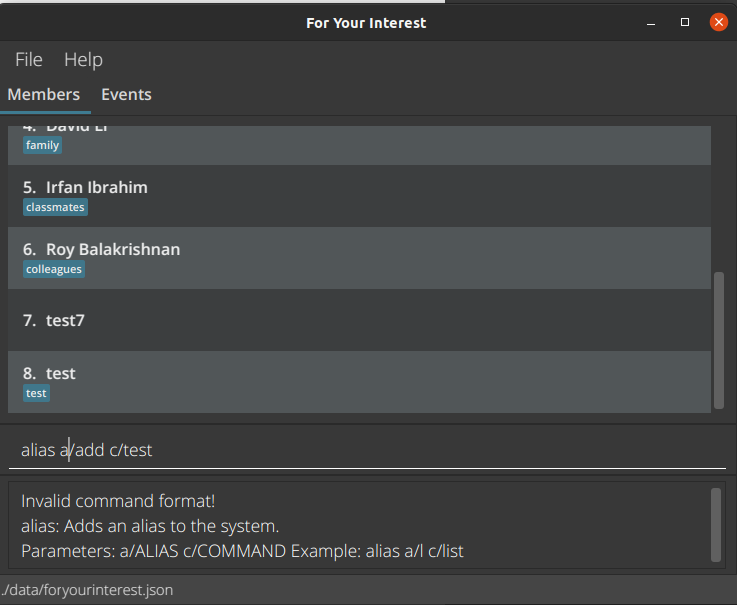 For Your Interest
File Help
Members Events
4. David Li
family
5. Irfan Ibrahim
classmates
6. Roy Balakrishnan
colleagues
7. test7
8. test
test
alias a/add c/test
Invalid command format!
alias: Adds an alias to the system.
Parameters: a/ALIAS c/COMMAND Example: alias a/l c/list
./data/foryourinterest.json